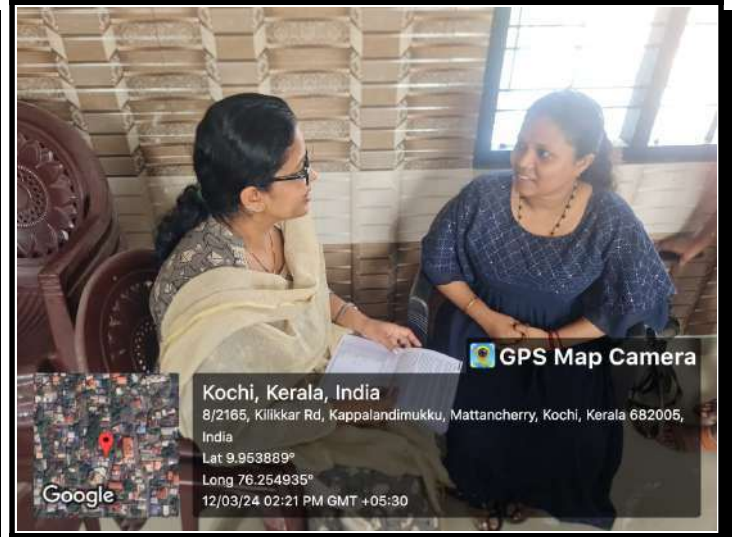 GPS Map Camera
Kochi, Kerala, India
8/2165, Kilikkar Rd, Kappalandimukku, Mattancherry, Kochi, Kerala 682005,
India
Lat 9.953889°
Long 76.254935°
12/03/24 02:21 PM GMT +05:30
Google